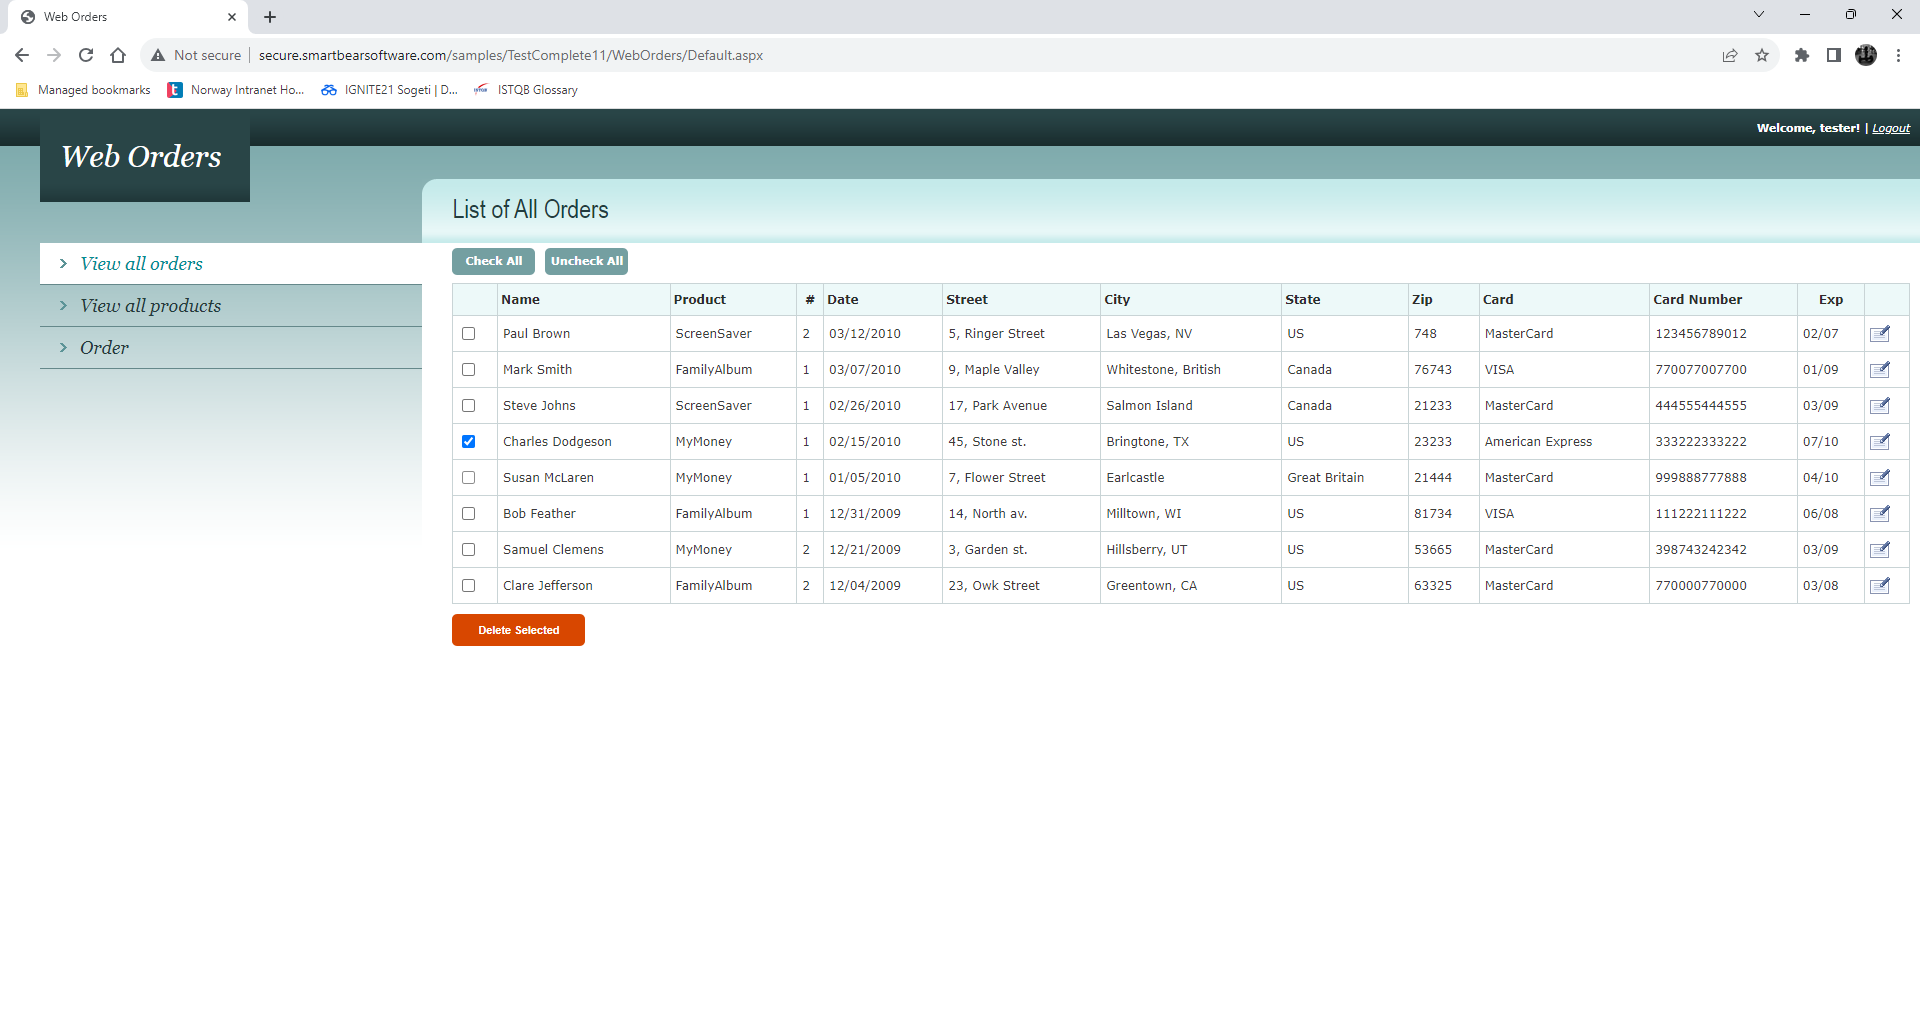 Web Orders
Not secure secure.smartbearsoftware.com/samples/TestComplete11/WebOrders/Default.aspx
Managed bookmarks Norway Intranet Ho... IGNITE21 Sogeti | D... ISTQB Glossary
Welcome, tester! | Logout
Web Orders
List of All Orders
View all orders
View all products
Order
Check All Uncheck All
Name Product # Date Street City State Zip Card Card Number Exp
Paul Brown ScreenSaver 2 03/12/2010 5, Ringer Street Las Vegas, NV US 748 MasterCard 123456789012 02/07
Mark Smith FamilyAlbum 1 03/07/2010 9, Maple Valley Whitestone, British Canada 76743 VISA 770077007700 01/09
Steve Johns ScreenSaver 1 02/26/2010 17, Park Avenue Salmon Island Canada 21233 MasterCard 444555444555 03/09
Charles Dodgeson MyMoney 1 02/15/2010 45, Stone st. Bringtone, TX US 23233 American Express 333222333222 07/10
Susan McLaren MyMoney 1 01/05/2010 7, Flower Street Earlcastle Great Britain 21444 MasterCard 999888777888 04/10
Bob Feather FamilyAlbum 1 12/31/2009 14, North av. Milltown, WI US 81734 VISA 111222111222 06/08
Samuel Clemens MyMoney 2 12/21/2009 3, Garden st. Hillsberry, UT US 53665 MasterCard 398743242342 03/09
Clare Jefferson FamilyAlbum 2 12/04/2009 23, Owk Street Greentown, CA US 63325 MasterCard 770000770000 03/08
Delete Selected